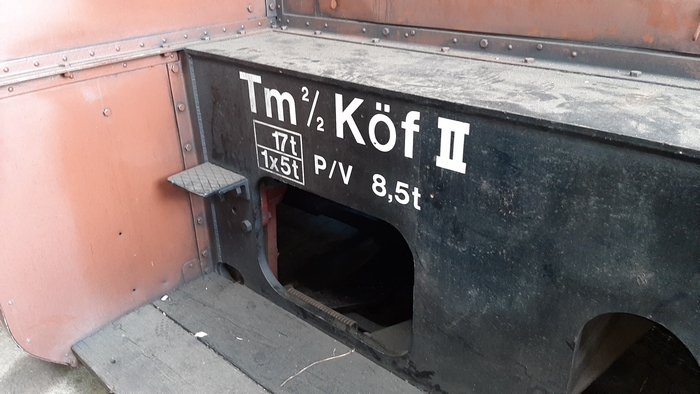 Tm 2/2 Köf II
17t
1x5t P/V 8,5t